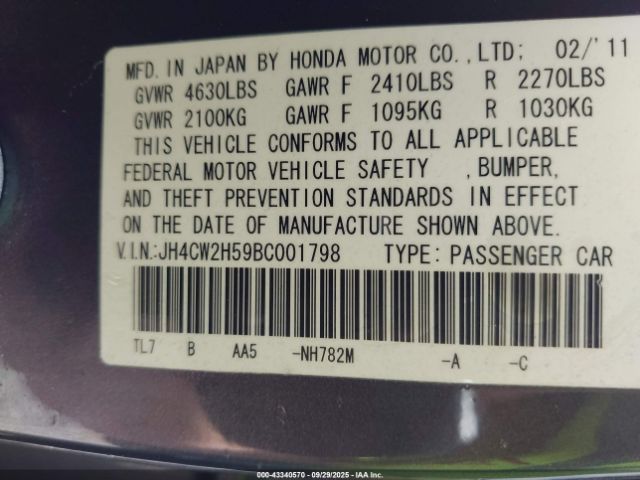 MFD. IN JAPAN BY HONDA MOTOR CO.,LTD; 02/'11
GVWR 4630LBS GAWR F 2410LBS R 2270LBS
GVWR 2100KG GAWR F 1095KG R 1030KG
THIS VEHICLE CONFORMS TO ALL APPLICABLE
FEDERAL MOTOR VEHICLE SAFETY ,BUMPER,
AND THEFT PREVENTION STANDARDS IN EFFECT
ON THE DATE OF MANUFACTURE SHOWN ABOVE.
V.I.N.:JH4CW2H59BC001798 TYPE: PASSENGER CAR
TL7 B AA5 -NH782M -A -C
000-43340570 - 09/29/2025 - IAA Inc.